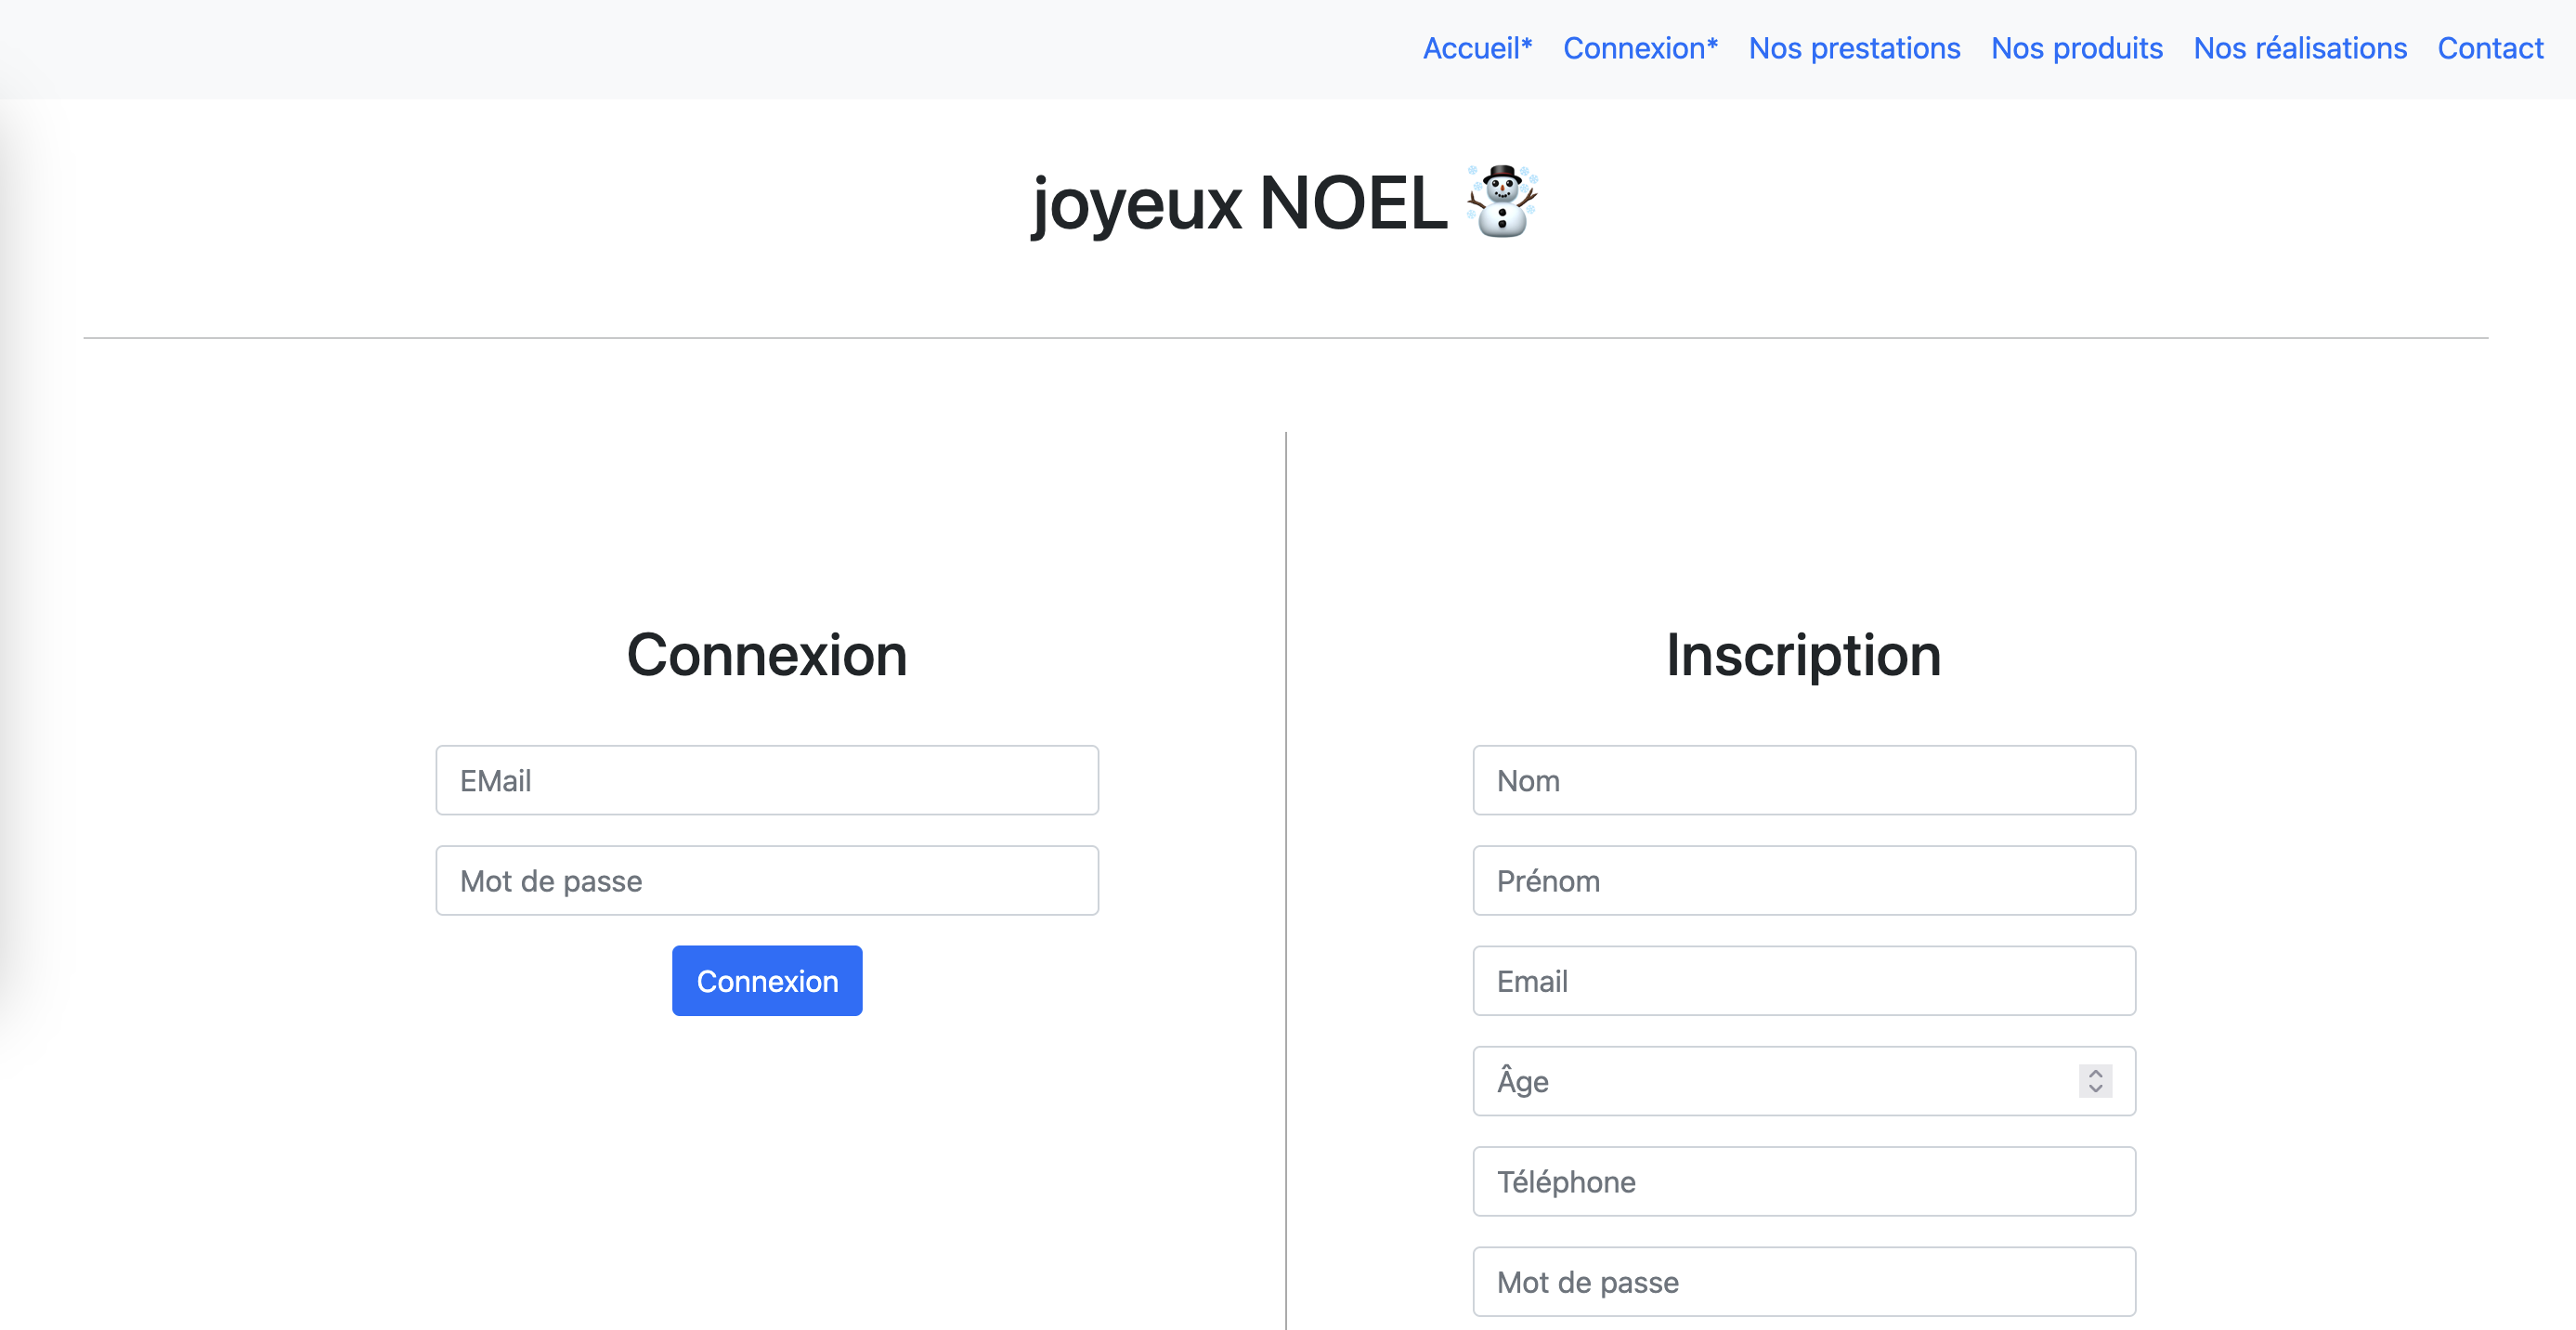 Accueil* Connexion* Nos prestations Nos produits Nos réalisations Contact
joyeux NOEL ☃️
Connexion
EMail
Mot de passe
Connexion
Inscription
Nom
Prénom
Email
Âge
Téléphone
Mot de passe